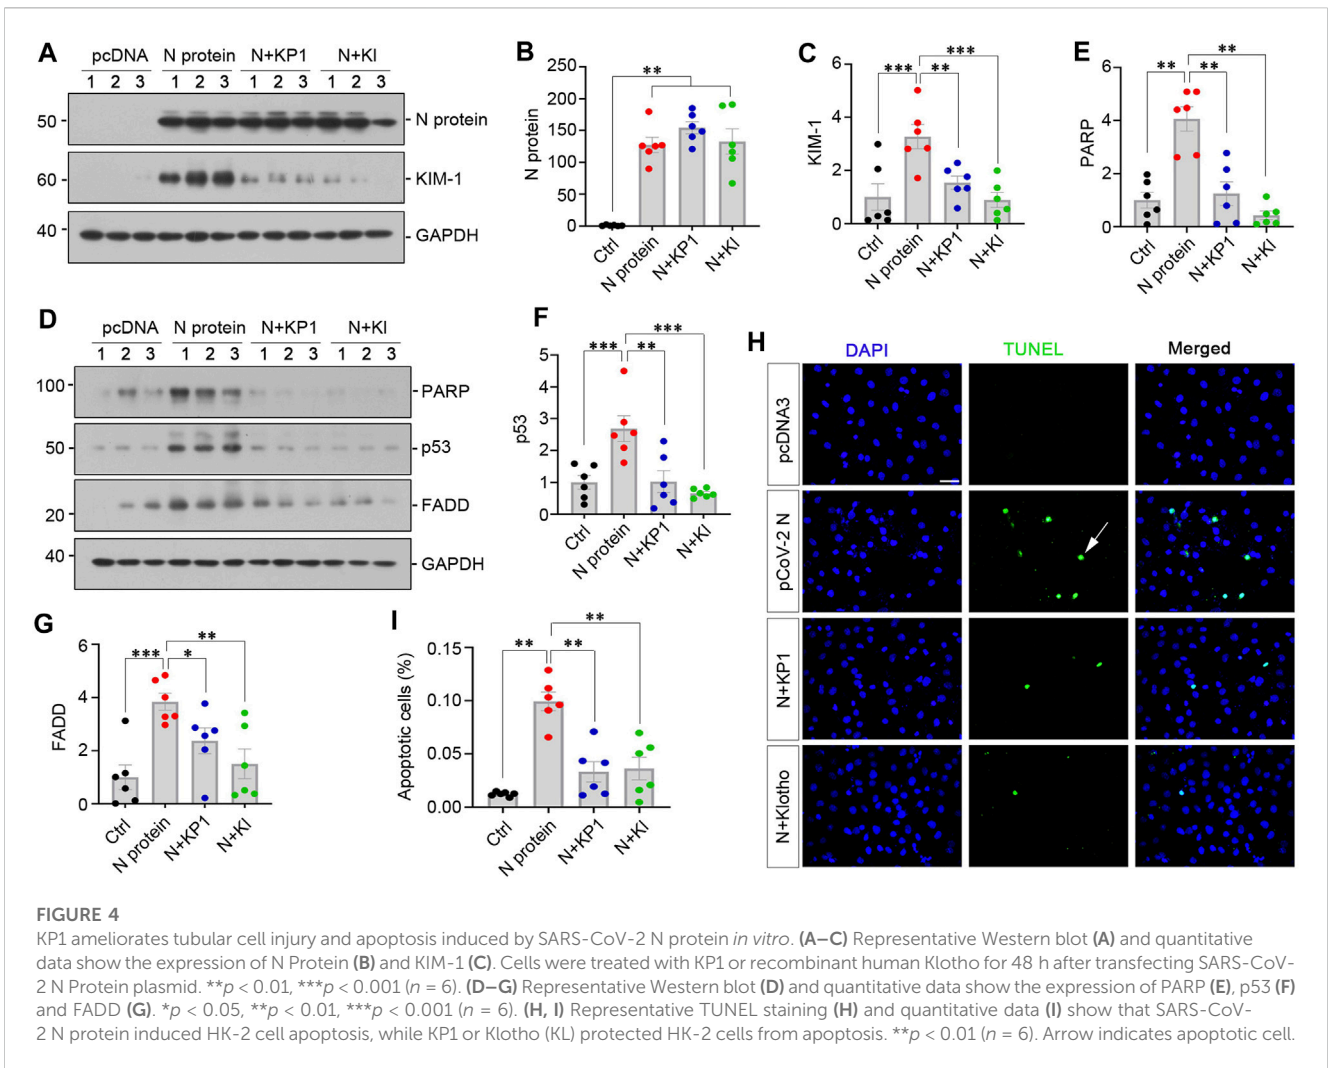 A
pcDNA N protein N+KP1 N+Kl
1 2 3 1 2 3 1 2 3 1 2 3
50 - - N protein
60 - - KIM-1
40 - - GAPDH
B
**
N protein
250
200
150
100
50
0
Ctrl
N protein
N+KP1
N+Kl
C
***
*** **
KIM-1
6
4
2
0
Ctrl
N protein
N+KP1
N+Kl
E
**
** **
PARP
6
4
2
0
Ctrl
N protein
N+KP1
N+Kl
D
pcDNA N protein N+KP1 N+Kl
1 2 3 1 2 3 1 2 3 1 2 3
100 - - PARP
50 - - p53
20 - - FADD
40 - - GAPDH
F
***
*** **
p53
5
4
3
2
1
0
Ctrl
N protein
N+KP1
N+Kl
H
DAPI TUNEL Merged
pcDNA3
pCoV-2 N
N+KP1
N+Klotho
G
**
*** *
FADD
6
4
2
0
Ctrl
N protein
N+KP1
N+Kl
I
**
** **
Apoptotic cells (%)
0.15
0.10
0.05
0.00
Ctrl
N protein
N+KP1
N+Kl
FIGURE 4
KP1 ameliorates tubular cell injury and apoptosis induced by SARS-CoV-2 N protein in vitro. (A–C) Representative Western blot (A) and quantitative
data show the expression of N Protein (B) and KIM-1 (C). Cells were treated with KP1 or recombinant human Klotho for 48 h after transfecting SARS-CoV-
2 N Protein plasmid. **p < 0.01, ***p < 0.001 (n = 6). (D–G) Representative Western blot (D) and quantitative data show the expression of PARP (E), p53 (F)
and FADD (G). *p < 0.05, **p < 0.01, ***p < 0.001 (n = 6). (H, I) Representative TUNEL staining (H) and quantitative data (I) show that SARS-CoV-
2 N protein induced HK-2 cell apoptosis, while KP1 or Klotho (KL) protected HK-2 cells from apoptosis. **p < 0.01 (n = 6). Arrow indicates apoptotic cell.